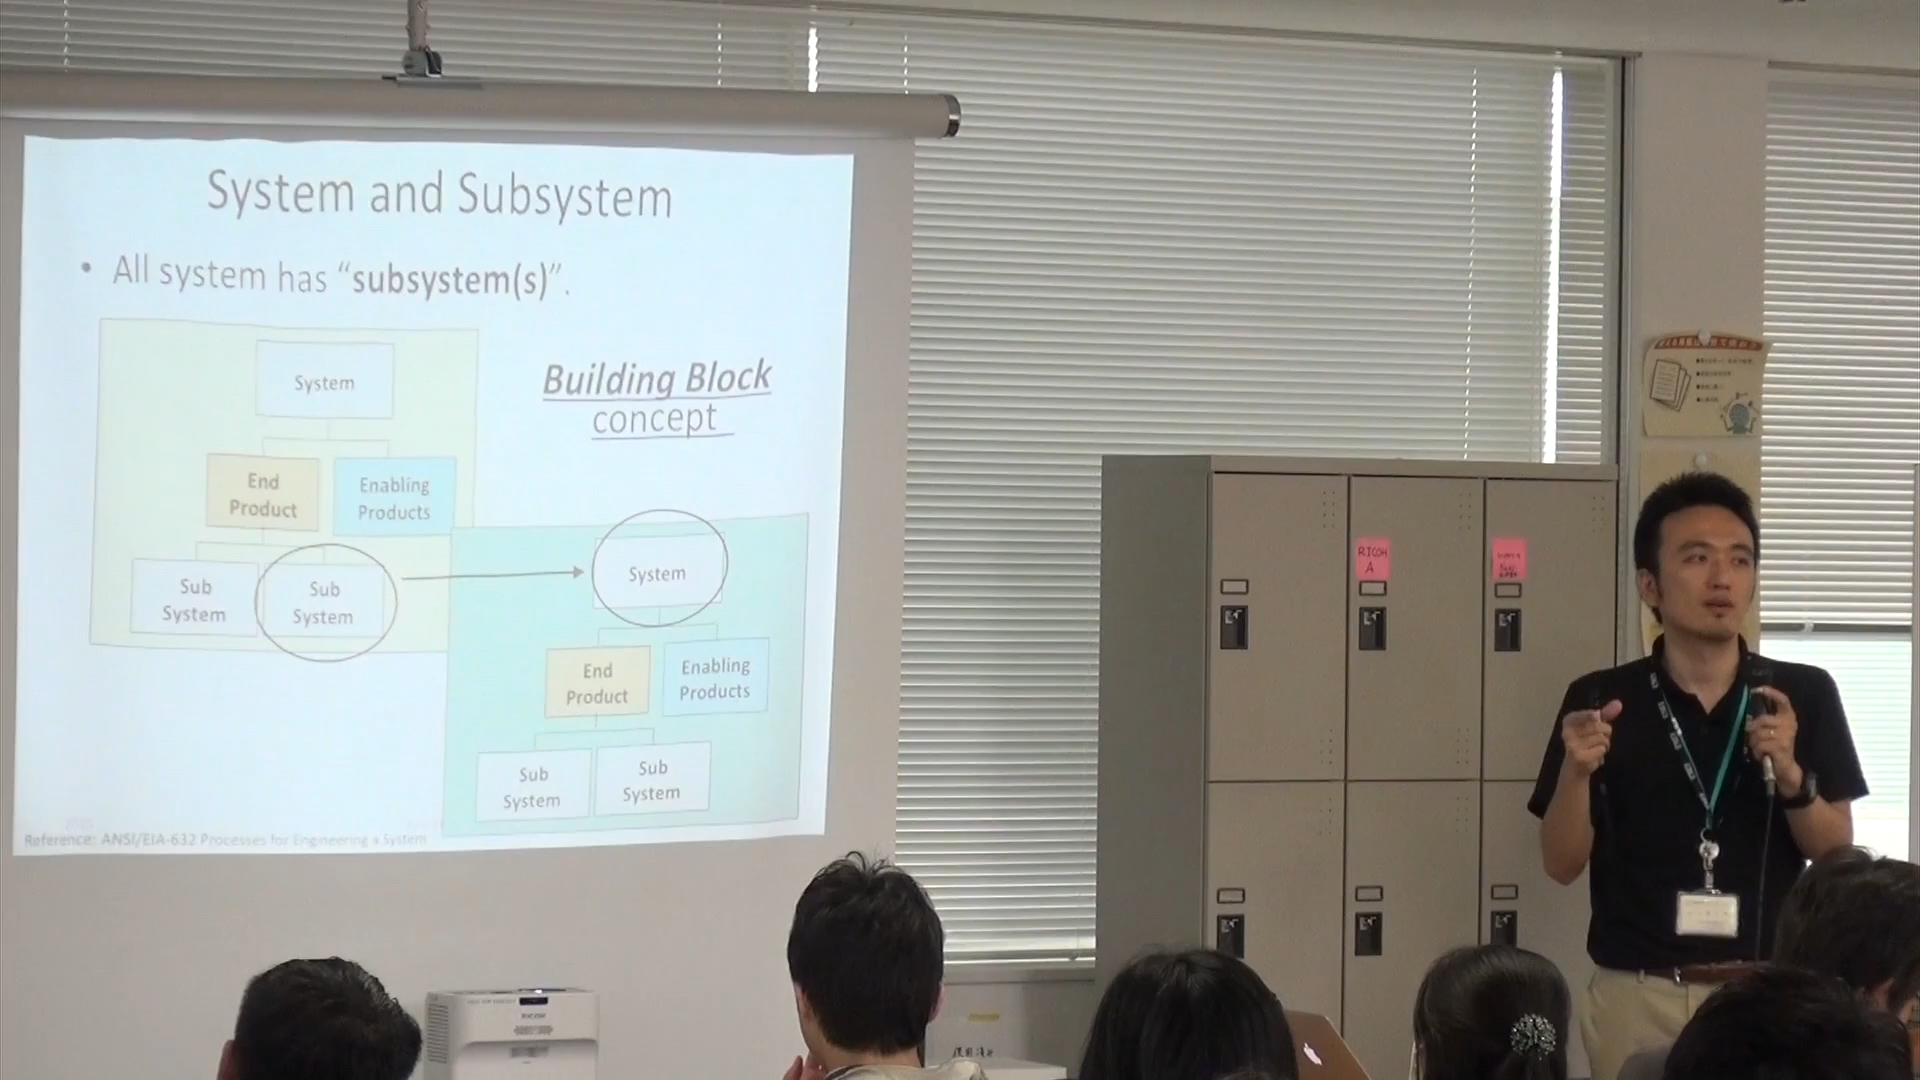 System and Subsystem
• All system has “subsystem(s)”.
Building Block
concept
System
End
Product
Enabling
Products
Sub
System
Sub
System
System
End
Product
Enabling
Products
Sub
System
Sub
System
Reference: ANSI/EIA-632 Processes for Engineering a System
RICOH
A
RICOH